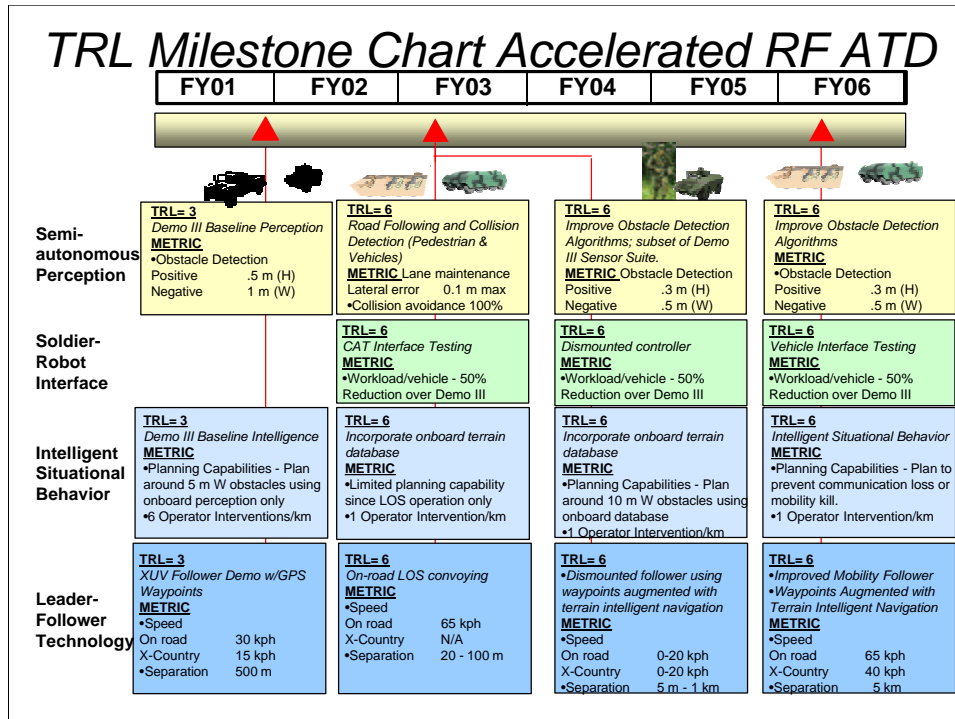 TRL Milestone Chart Accelerated RF ATD
FY01 FY02 FY03 FY04 FY05 FY06
Semi-
autonomous
Perception
TRL= 3
Demo III Baseline Perception
METRIC
•Obstacle Detection
Positive .5 m (H)
Negative 1 m (W)
TRL= 6
Road Following and Collision
Detection (Pedestrian &
Vehicles)
METRIC Lane maintenance
Lateral error 0.1 m max
•Collision avoidance 100%
TRL= 6
Improve Obstacle Detection
Algorithms; subset of Demo
III Sensor Suite.
METRIC Obstacle Detection
Positive .3 m (H)
Negative .5 m (W)
TRL= 6
Improve Obstacle Detection
Algorithms
METRIC
•Obstacle Detection
Positive .3 m (H)
Negative .5 m (W)
Soldier-
Robot
Interface
TRL= 6
CAT Interface Testing
METRIC
•Workload/vehicle - 50%
Reduction over Demo III
TRL= 6
Dismounted controller
METRIC
•Workload/vehicle - 50%
Reduction over Demo III
TRL= 6
Vehicle Interface Testing
METRIC
•Workload/vehicle - 50%
Reduction over Demo III
Intelligent
Situational
Behavior
TRL= 3
Demo III Baseline Intelligence
METRIC
•Planning Capabilities - Plan
around 5 m W obstacles using
onboard perception only
•6 Operator Interventions/km
TRL= 6
Incorporate onboard terrain
database
METRIC
•Limited planning capability
since LOS operation only
•1 Operator Intervention/km
TRL= 6
Incorporate onboard terrain
database
METRIC
•Planning Capabilities - Plan
around 10 m W obstacles using
onboard database
•1 Operator Intervention/km
TRL= 6
Intelligent Situational Behavior
METRIC
•Planning Capabilities - Plan to
prevent communication loss or
mobility kill.
•1 Operator Intervention/km
Leader-
Follower
Technology
TRL= 3
XUV Follower Demo w/GPS
Waypoints
METRIC
•Speed
On road 30 kph
X-Country 15 kph
•Separation 500 m
TRL= 6
On-road LOS convoying
METRIC
•Speed
On road 65 kph
X-Country N/A
•Separation 20 - 100 m
TRL= 6
•Dismounted follower using
waypoints augmented with
terrain intelligent navigation
METRIC
•Speed
On road 0-20 kph
X-Country 0-20 kph
•Separation 5 m - 1 km
TRL= 6
•Improved Mobility Follower
•Waypoints Augmented with
Terrain Intelligent Navigation
METRIC
•Speed
On road 65 kph
X-Country 40 kph
•Separation 5 km